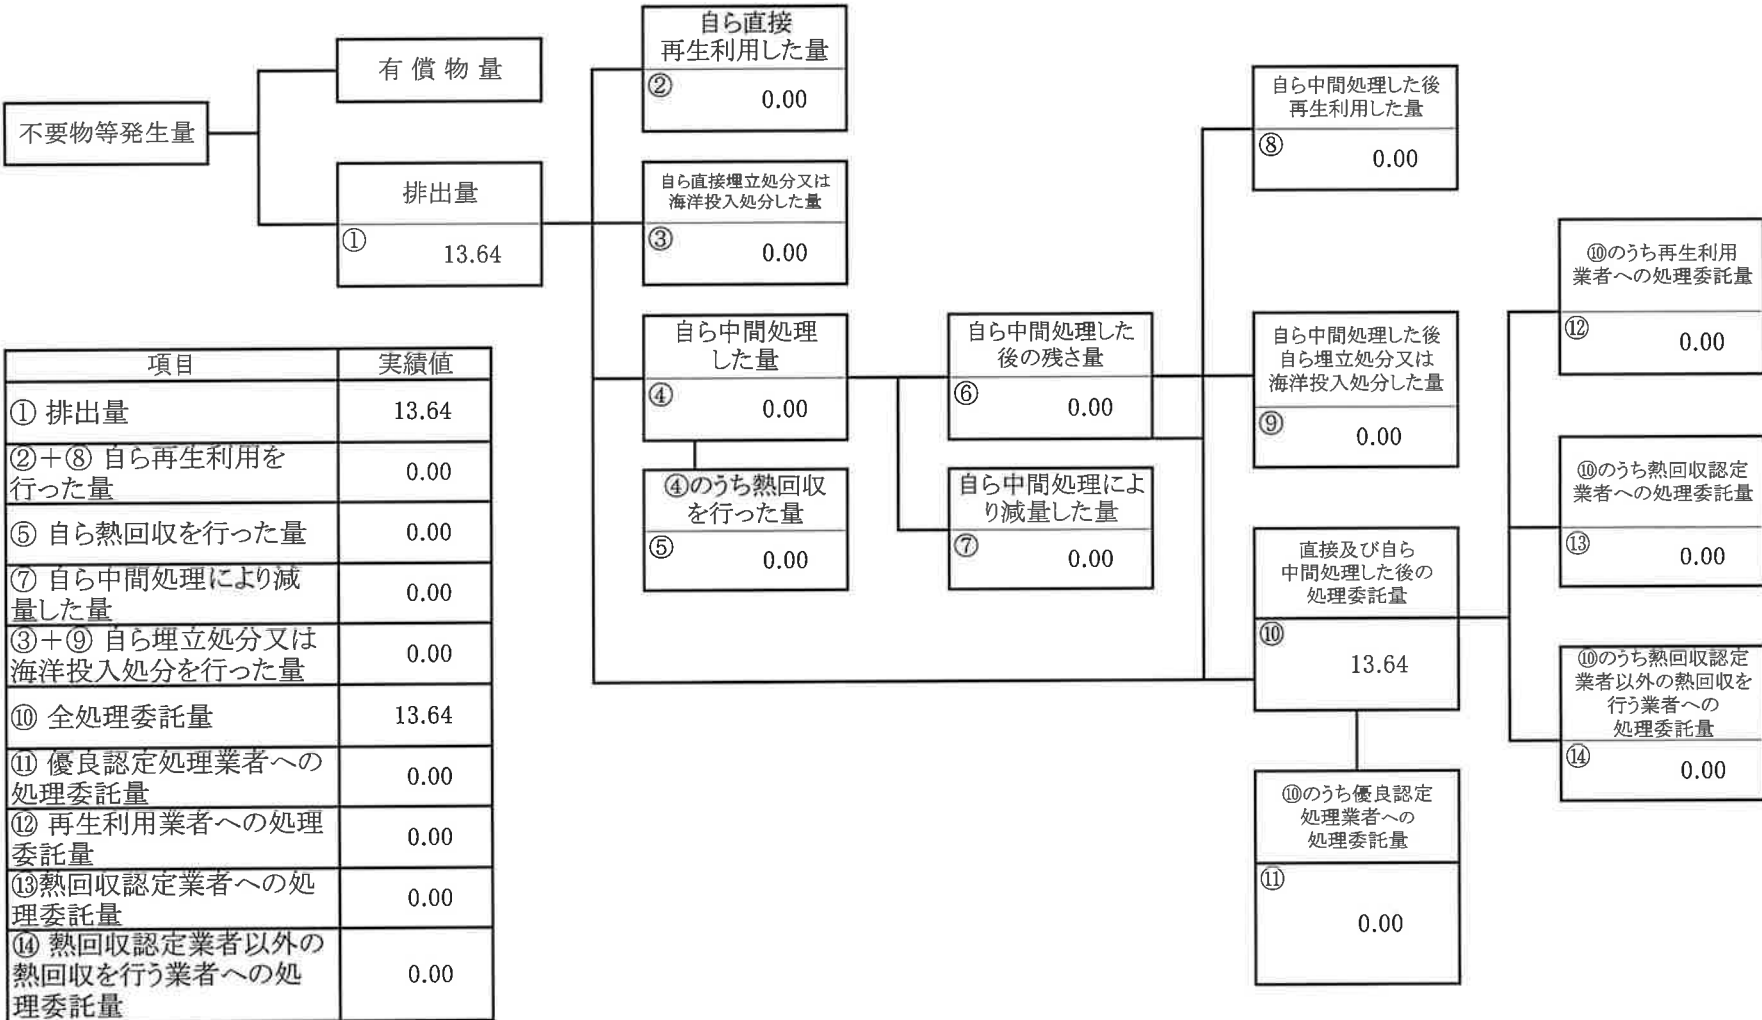 不要物等発生量
有償物量
排出量
①
13.64
自ら直接
再生利用した量
②
0.00
自ら直接埋立処分又は
海洋投入処分した量
③
0.00
自ら中間処理
した量
④
0.00
④のうち熱回収
を行った量
⑤
0.00
自ら中間処理した
後の残さ量
⑥
0.00
自ら中間処理によ
り減量した量
⑦
0.00
自ら中間処理した後
再生利用した量
⑧
0.00
自ら中間処理した後
自ら埋立処分又は
海洋投入処分した量
⑨
0.00
直接及び自ら
中間処理した後の
処理委託量
⑩
13.64
⑩のうち優良認定
処理業者への
処理委託量
⑪
0.00
⑩のうち再生利用
業者への処理委託量
⑫
0.00
⑩のうち熱回収認定
業者への処理委託量
⑬
0.00
⑩のうち熱回収認定
業者以外の熱回収を
行う業者への
処理委託量
⑭
0.00
項目 実績値
① 排出量 13.64
②＋⑧ 自ら再生利用を
行った量 0.00
⑤ 自ら熱回収を行った量 0.00
⑦ 自ら中間処理により減
量した量 0.00
③＋⑨ 自ら埋立処分又は
海洋投入処分を行った量 0.00
⑩ 全処理委託量 13.64
⑪ 優良認定処理業者への
処理委託量 0.00
⑫ 再生利用業者への処理
委託量 0.00
⑬熱回収認定業者への処
理委託量 0.00
⑭ 熱回収認定業者以外の
熱回収を行う業者への処
理委託量 0.00